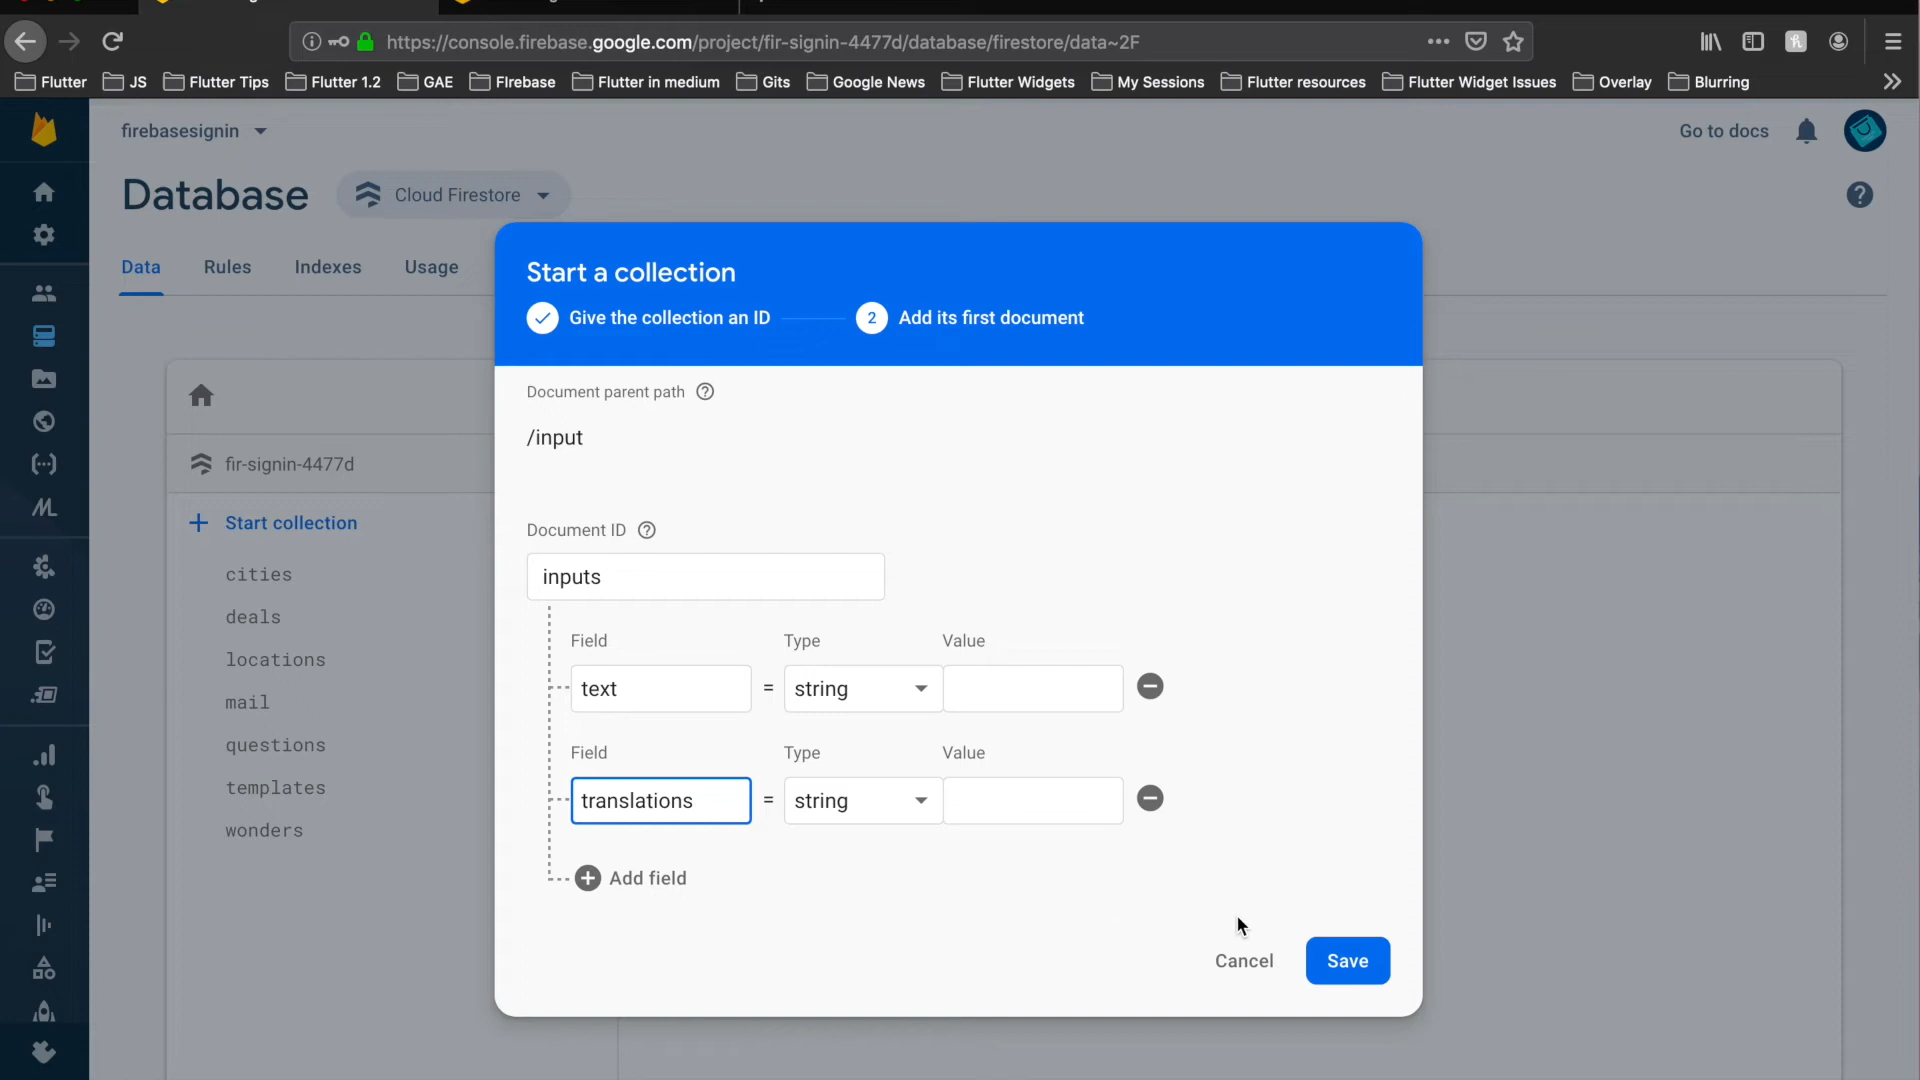 https://console.firebase.google.com/project/fir-signin-4477d/database/firestore/data~2F
Flutter
JS
Flutter Tips
Flutter 1.2
GAE
FIrebase
Flutter in medium
Gits
Google News
Flutter Widgets
My Sessions
Flutter resources
Flutter Widget Issues
Overlay
Blurring
firebasesignin
Go to docs
Database
Cloud Firestore
Data
Rules
Indexes
Usage
Start a collection
Give the collection an ID
2
Add its first document
Document parent path
/input
fir-signin-4477d
Start collection
cities
deals
locations
mail
questions
templates
wonders
Document ID
inputs
Field
Type
Value
text
=
string
Field
Type
Value
translations
=
string
Add field
Cancel
Save